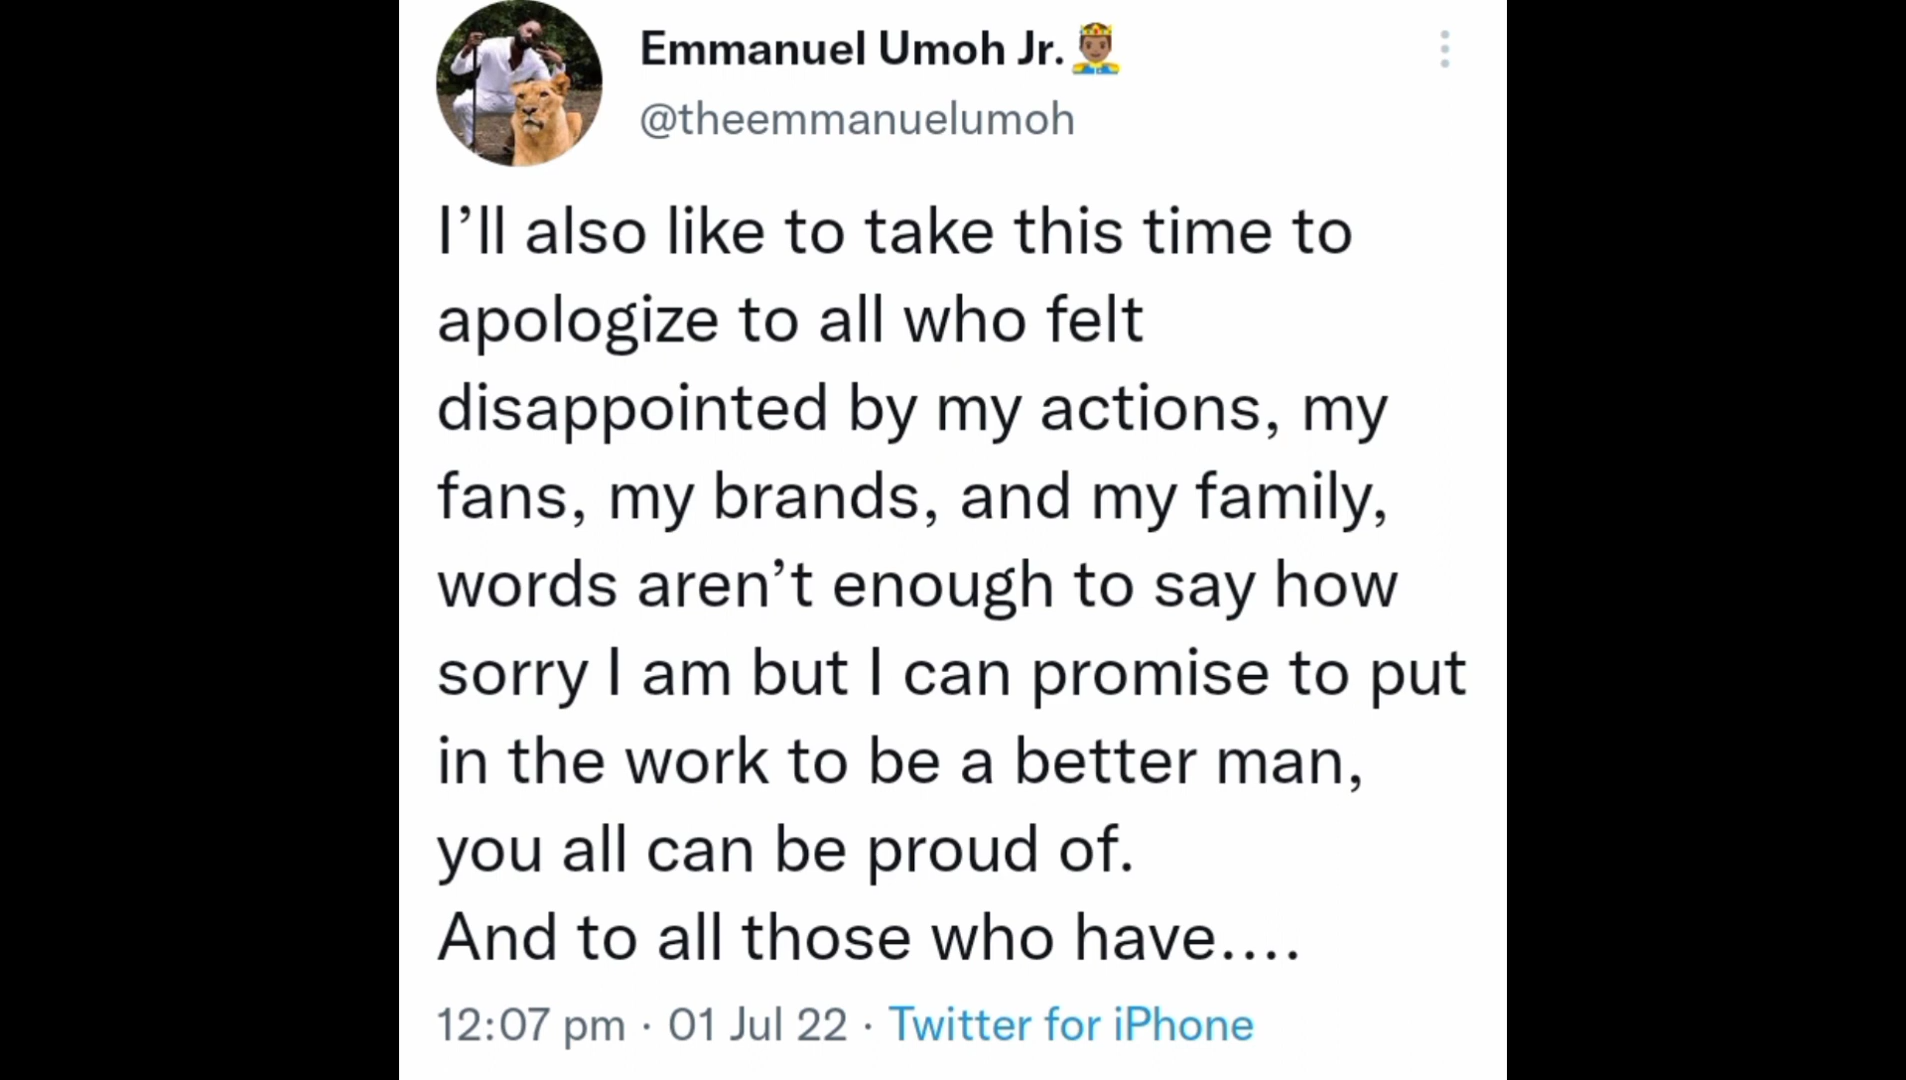 Emmanuel Umoh Jr.🤴🏽
@theemmanuelumoh
I’ll also like to take this time to
apologize to all who felt
disappointed by my actions, my
fans, my brands, and my family,
words aren’t enough to say how
sorry I am but I can promise to put
in the work to be a better man,
you all can be proud of.
And to all those who have....
12:07 pm · 01 Jul 22 · Twitter for iPhone